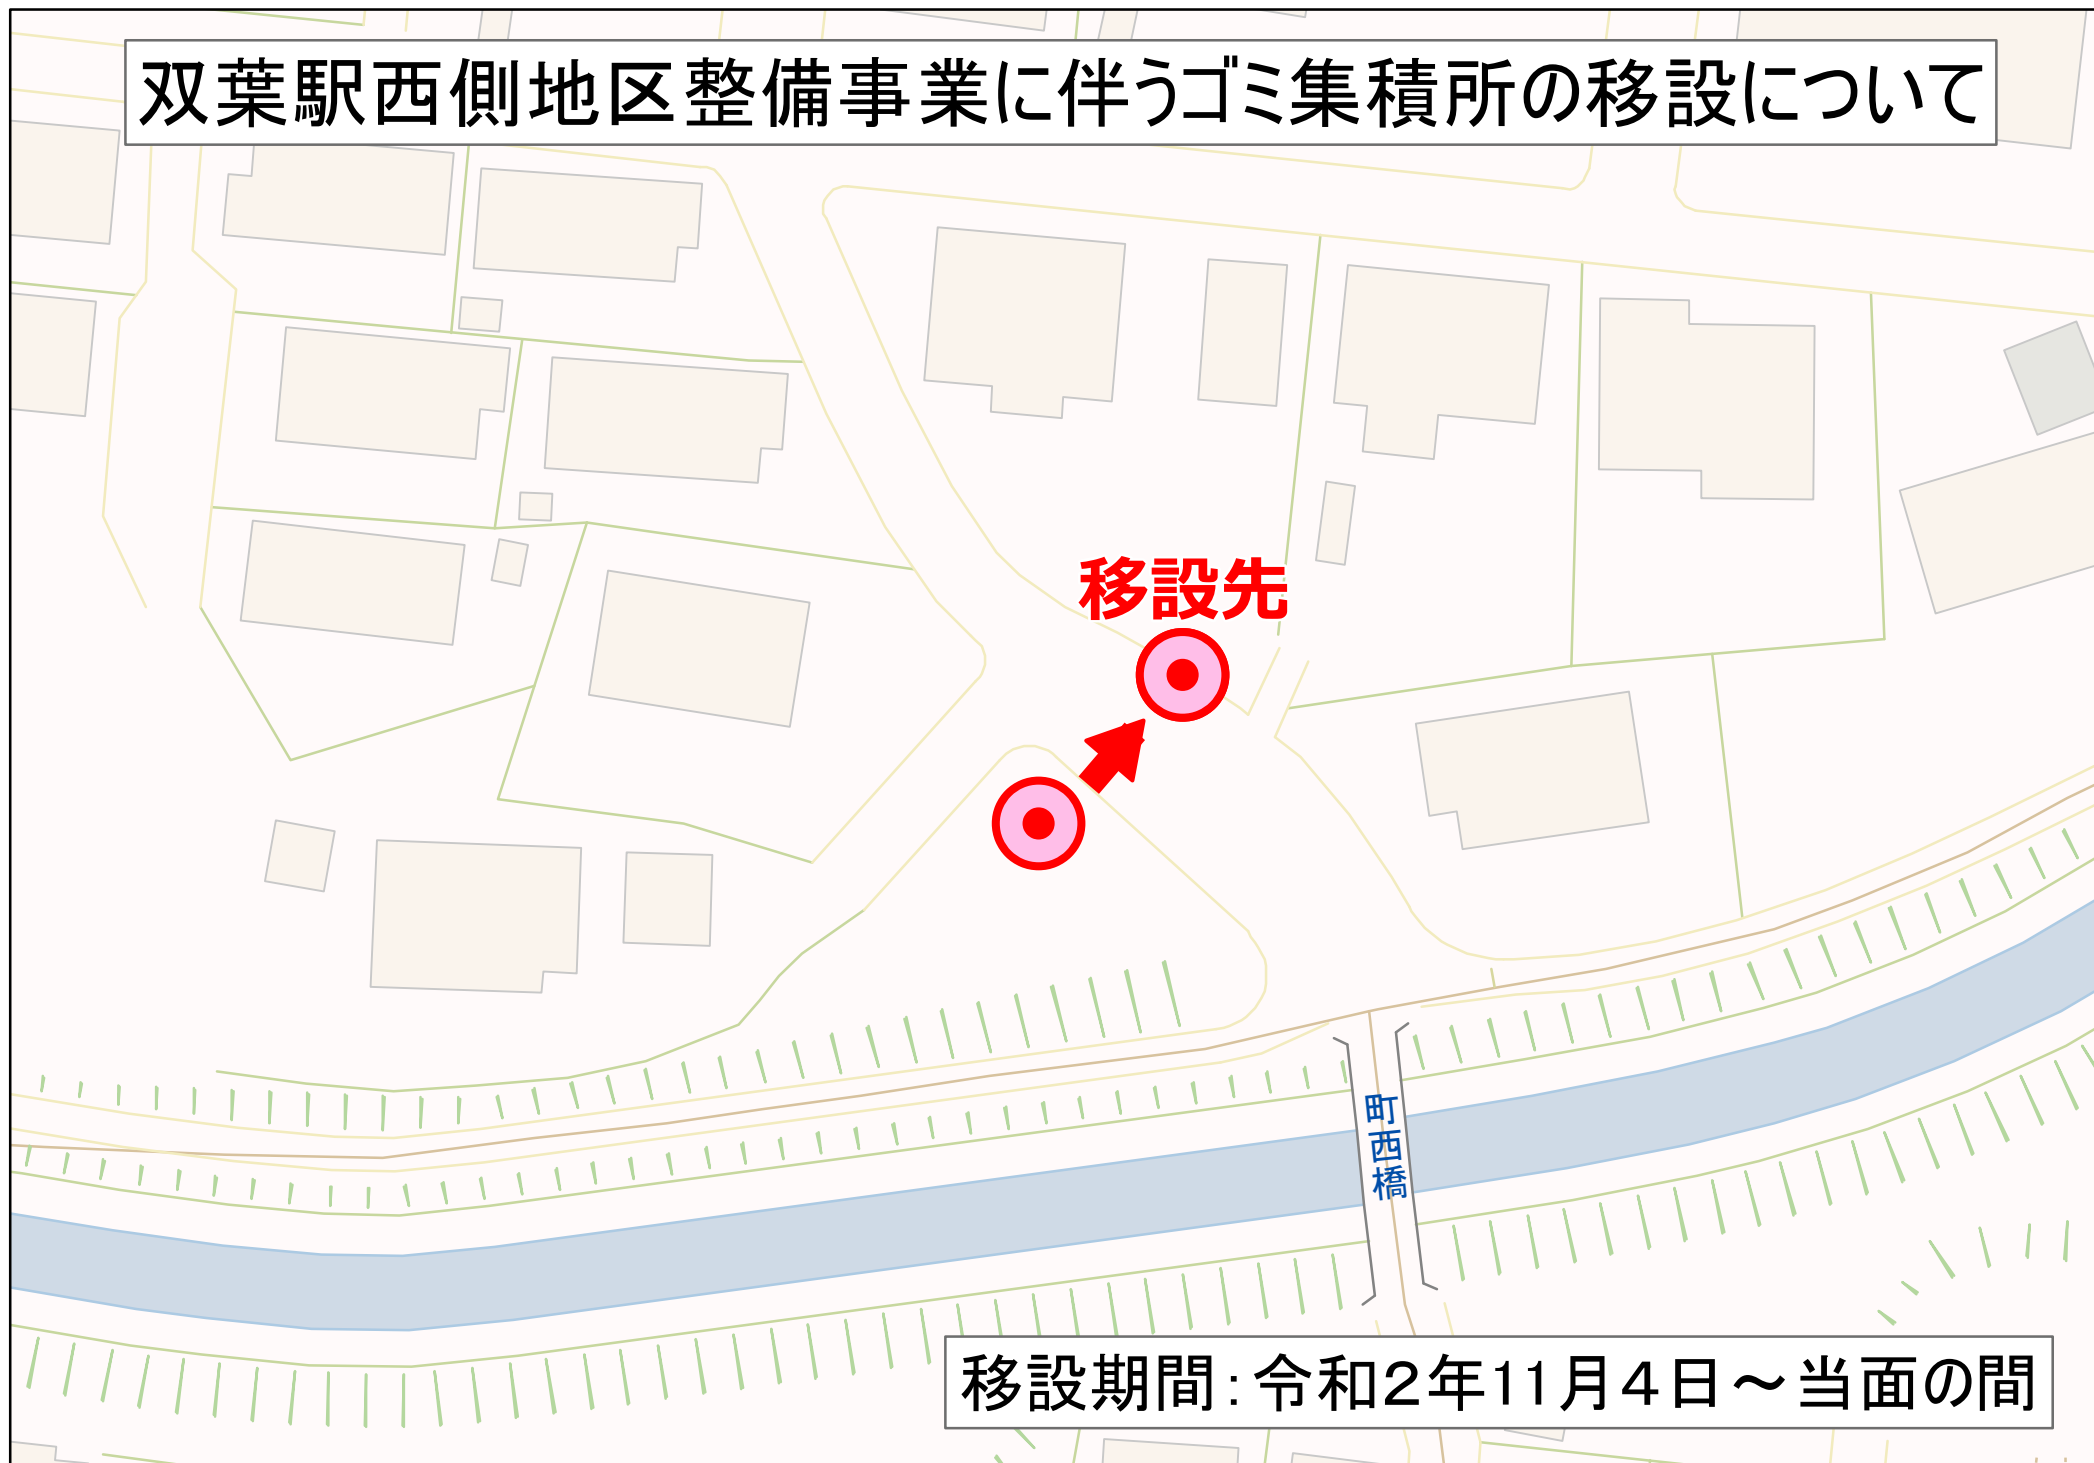 双葉駅西側地区整備事業に伴うゴミ集積所の移設について
移設先
町西橋
移設期間：令和２年11月４日～当面の間